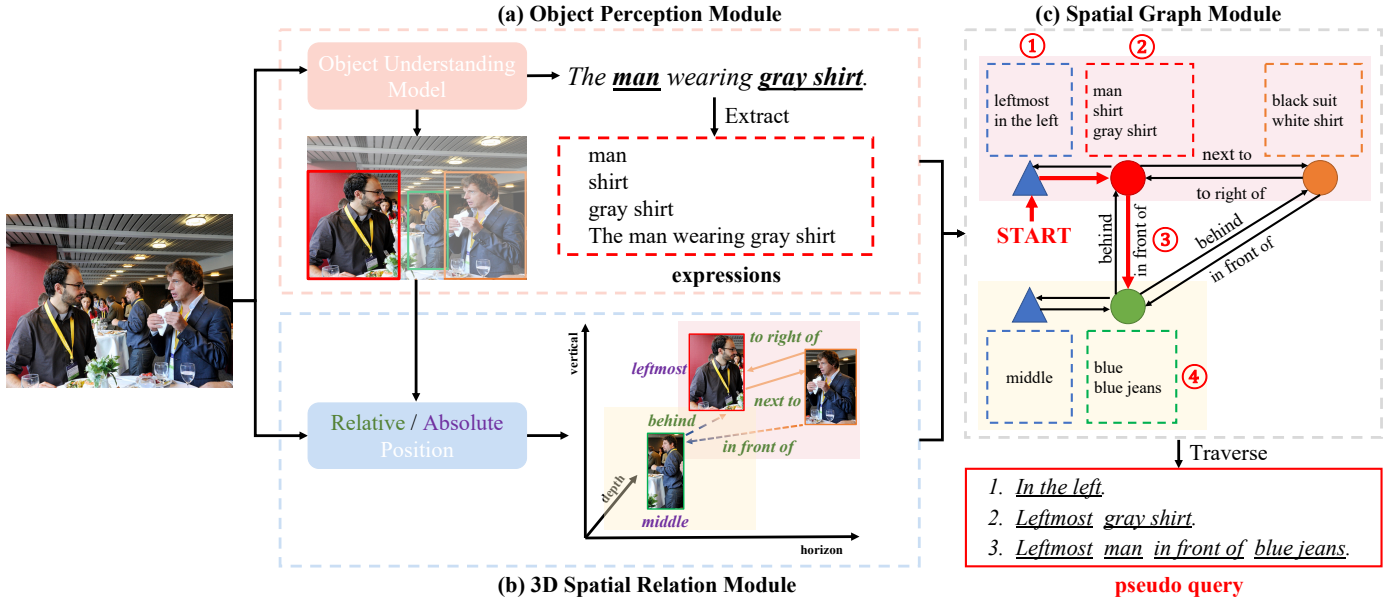 (a) Object Perception Module
Object Understanding
Model
The man wearing gray shirt.
Extract
man
shirt
gray shirt
The man wearing gray shirt
expressions
Relative / Absolute
Position
vertical
horizon
depth
leftmost
to right of
next to
behind
in front of
middle
(b) 3D Spatial Relation Module
(c) Spatial Graph Module
①
②
leftmost
in the left
man
shirt
gray shirt
black suit
white shirt
next to
to right of
START
behind
in front of
③
behind
in front of
middle
blue
blue jeans
④
Traverse
1. In the left.
2. Leftmost gray shirt.
3. Leftmost man in front of blue jeans.
pseudo query